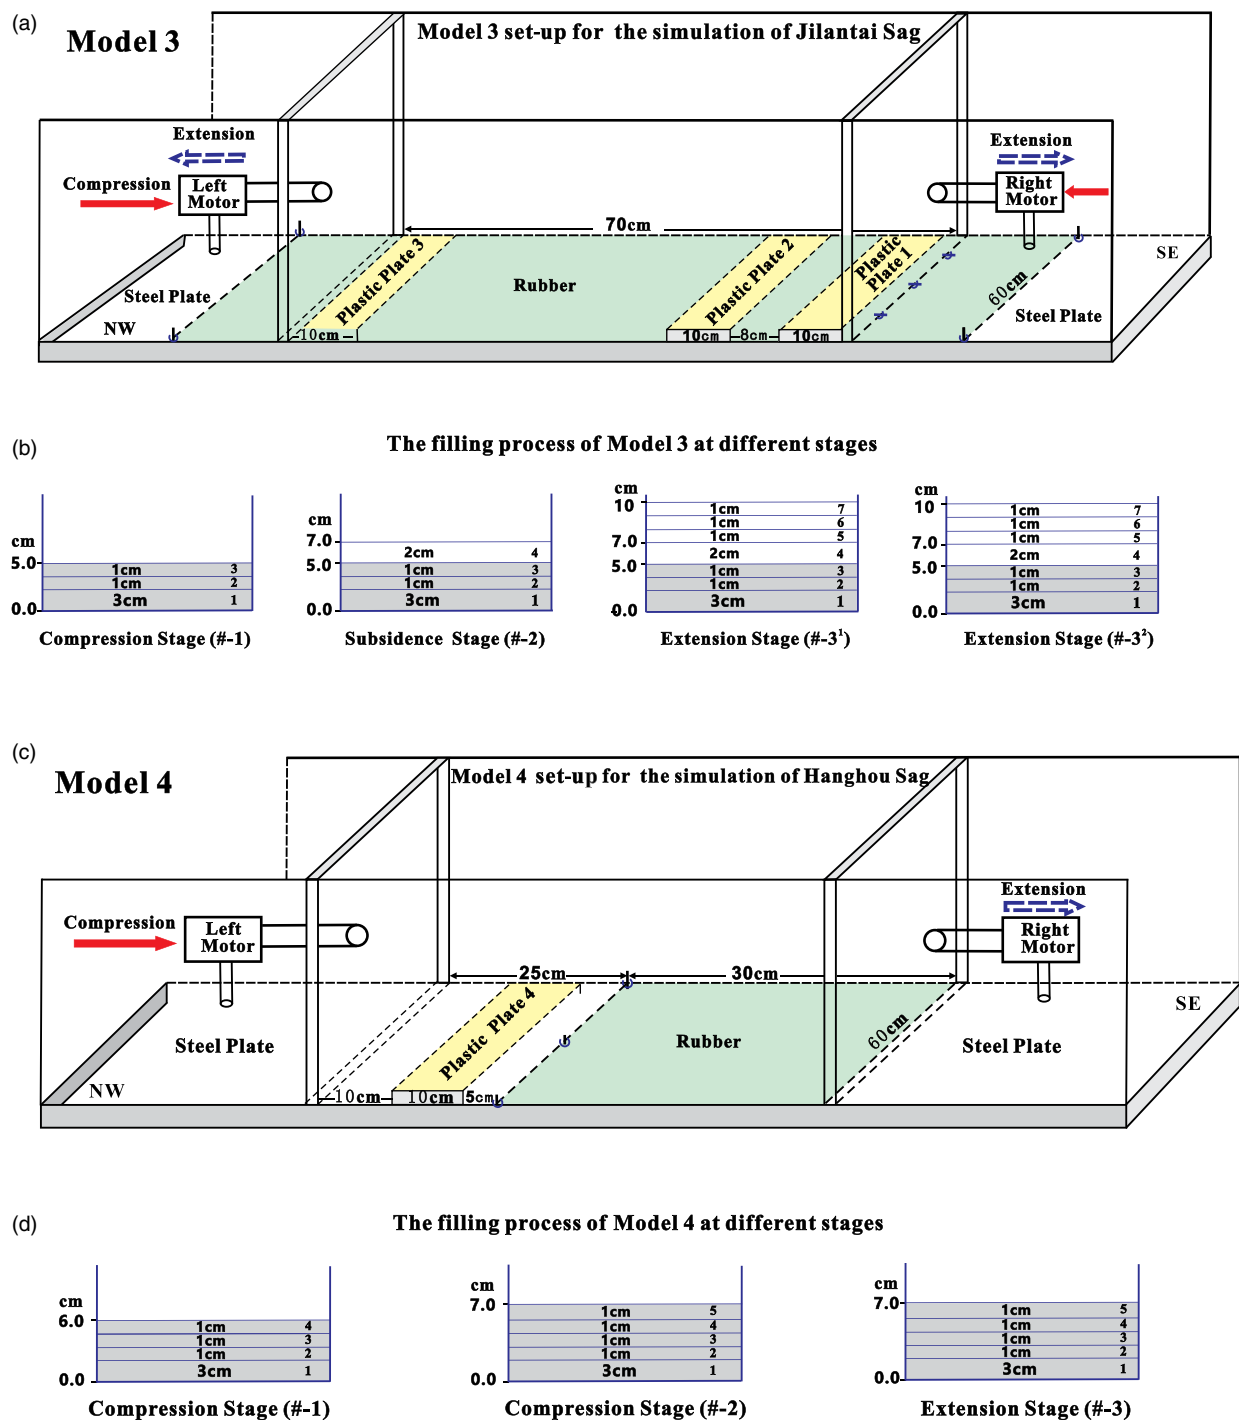 (a)
Model 3
Model 3 set-up for the simulation of Jilantai Sag
Extension
Compression
Left
Motor
Extension
Right
Motor
70cm
Plastic Plate 3
Rubber
Plastic Plate 2
Plastic
Plate 1
60cm
SE
Steel Plate
NW
Steel Plate
10cm
10cm
8cm
10cm
(b)
The filling process of Model 3 at different stages
cm
5.0
0.0
1cm 3
1cm 2
3cm 1
Compression Stage (#-1)
cm
7.0
5.0
0.0
2cm 4
1cm 3
1cm 2
3cm 1
Subsidence Stage (#-2)
cm
10
7.0
5.0
0.0
1cm 7
1cm 6
1cm 5
2cm 4
1cm 3
1cm 2
3cm 1
Extension Stage (#-3¹)
cm
10
7.0
5.0
0.0
1cm 7
1cm 6
1cm 5
2cm 4
1cm 3
1cm 2
3cm 1
Extension Stage (#-3²)
(c)
Model 4
Model 4 set-up for the simulation of Hanghou Sag
Compression
Left
Motor
Extension
Right
Motor
25cm
30cm
Plastic Plate 4
Rubber
60cm
SE
Steel Plate
Steel Plate
NW
10cm
10cm
5cm
(d)
The filling process of Model 4 at different stages
cm
6.0
0.0
1cm 4
1cm 3
1cm 2
3cm 1
Compression Stage (#-1)
cm
7.0
0.0
1cm 5
1cm 4
1cm 3
1cm 2
3cm 1
Compression Stage (#-2)
cm
7.0
0.0
1cm 5
1cm 4
1cm 3
1cm 2
3cm 1
Extension Stage (#-3)